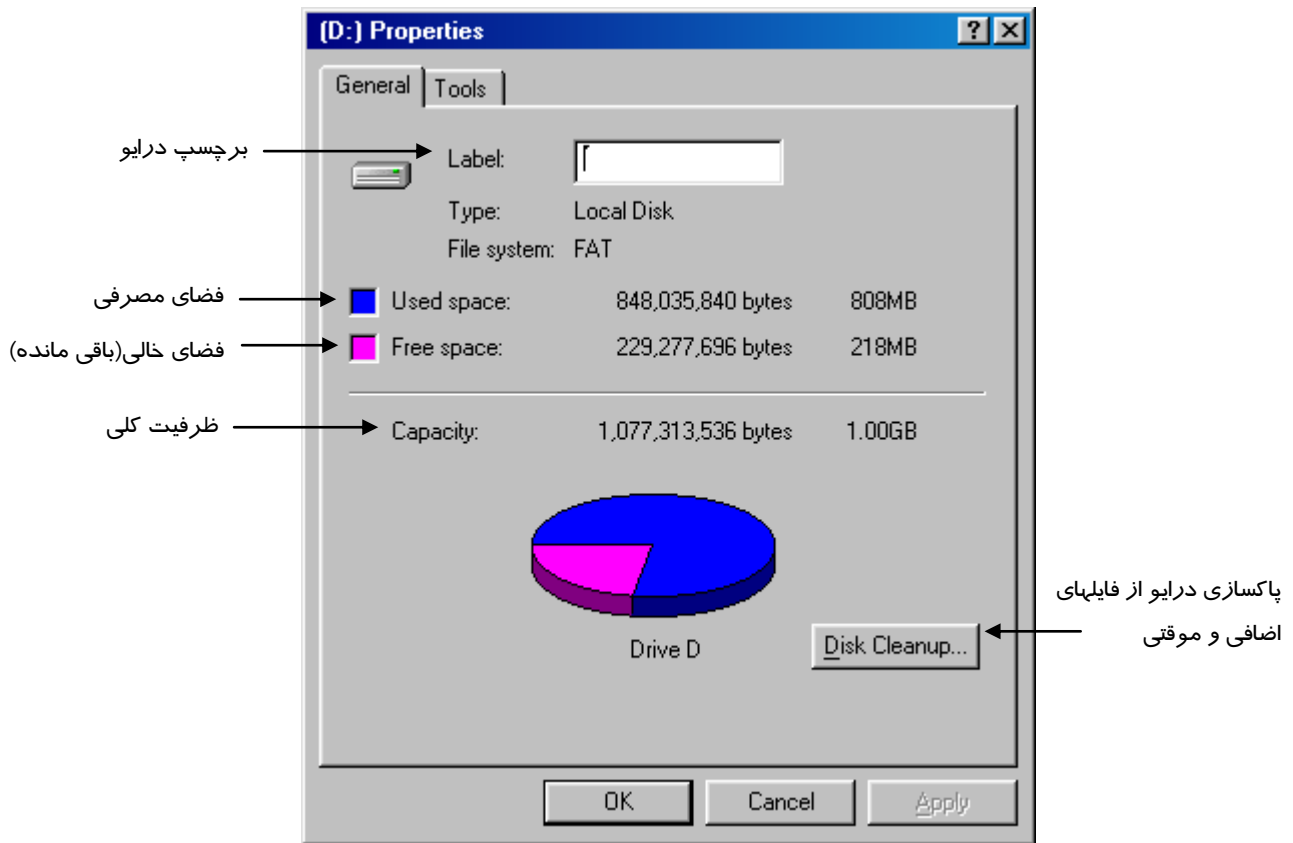 (D:) Properties
General Tools
برچسپ درایو
Label:
Type: Local Disk
File system: FAT
فضای مصرفی
Used space: 848,035,840 bytes 808MB
فضای خالی(باقی مانده)
Free space: 229,277,696 bytes 218MB
ظرفیت کلی
Capacity: 1,077,313,536 bytes 1.00GB
Drive D
Disk Cleanup...
پاکسازی درایو از فایلهای
اضافی و موقتی
OK Cancel Apply